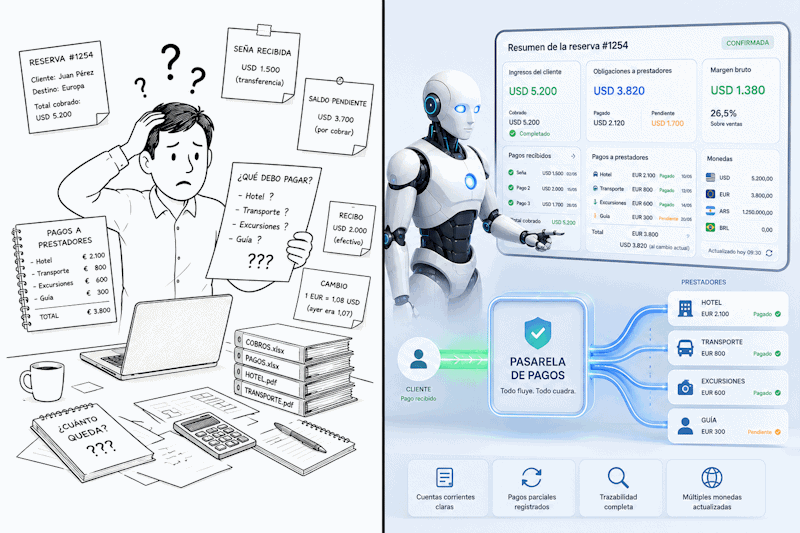 RESERVA #1254
Cliente: Juan Pérez
Destino: Europa
Total cobrado:
USD 5.200
? ? ?
SEÑA RECIBIDA
USD 1.500
(transferencia)
SALDO PENDIENTE
USD 3.700
(por cobrar)
¿QUÉ DEBO PAGAR?
- Hotel ?
- Transporte ?
- Excursiones ?
- Guía ?
???
RECIBO
USD 2.000
(efectivo)
CAMBIO
1 EUR = 1,08 USD
(ayer era 1,07)
PAGOS A
PRESTADORES
- Hotel € 2.100
- Transporte € 800
- Excursiones € 600
- Guía € 300
TOTAL € 3.800
COBROS.xlsx
PAGOS.xlsx
HOTEL.pdf
TRANSPORTE.pdf
¿CUÁNTO
QUEDA?
???
Resumen de la reserva #1254
CONFIRMADA
Ingresos del cliente
USD 5.200
Cobrado
USD 5.200
Completado
Obligaciones a prestadores
USD 3.820
Pagado Pendiente
USD 2.120 USD 1.700
Margen bruto
USD 1.380
26,5%
Sobre ventas
Pagos recibidos
Seña USD 1.500 02/05
Pago 2 USD 2.000 10/05
Pago 3 USD 1.700
Total cobrado USD 5.200
Pagos a prestadores
Hotel EUR 2.100 Pagado
Transporte EUR 800 Pagado
Excursiones EUR 600 Pagado
Guía EUR 300 Pendiente
Total EUR 3.800
USD 3.820 (al cambio actual)
Monedas
USD 5.200,00
EUR 3.800,00
ARS 1.250.000,00
BRL 0,00
Actualizado hoy 09:30
PRESTADORES
HOTEL
EUR 2.100 Pagado
TRANSPORTE
EUR 800 Pagado
EXCURSIONES
EUR 600 Pagado
GUÍA
EUR 300 Pendiente
CLIENTE
Pago recibido
PASARELA
DE PAGOS
Todo fluye. Todo cuadra.
Cuentas corrientes
claras
Pagos parciales
registrados
Trazabilidad
completa
Múltiples monedas
actualizadas